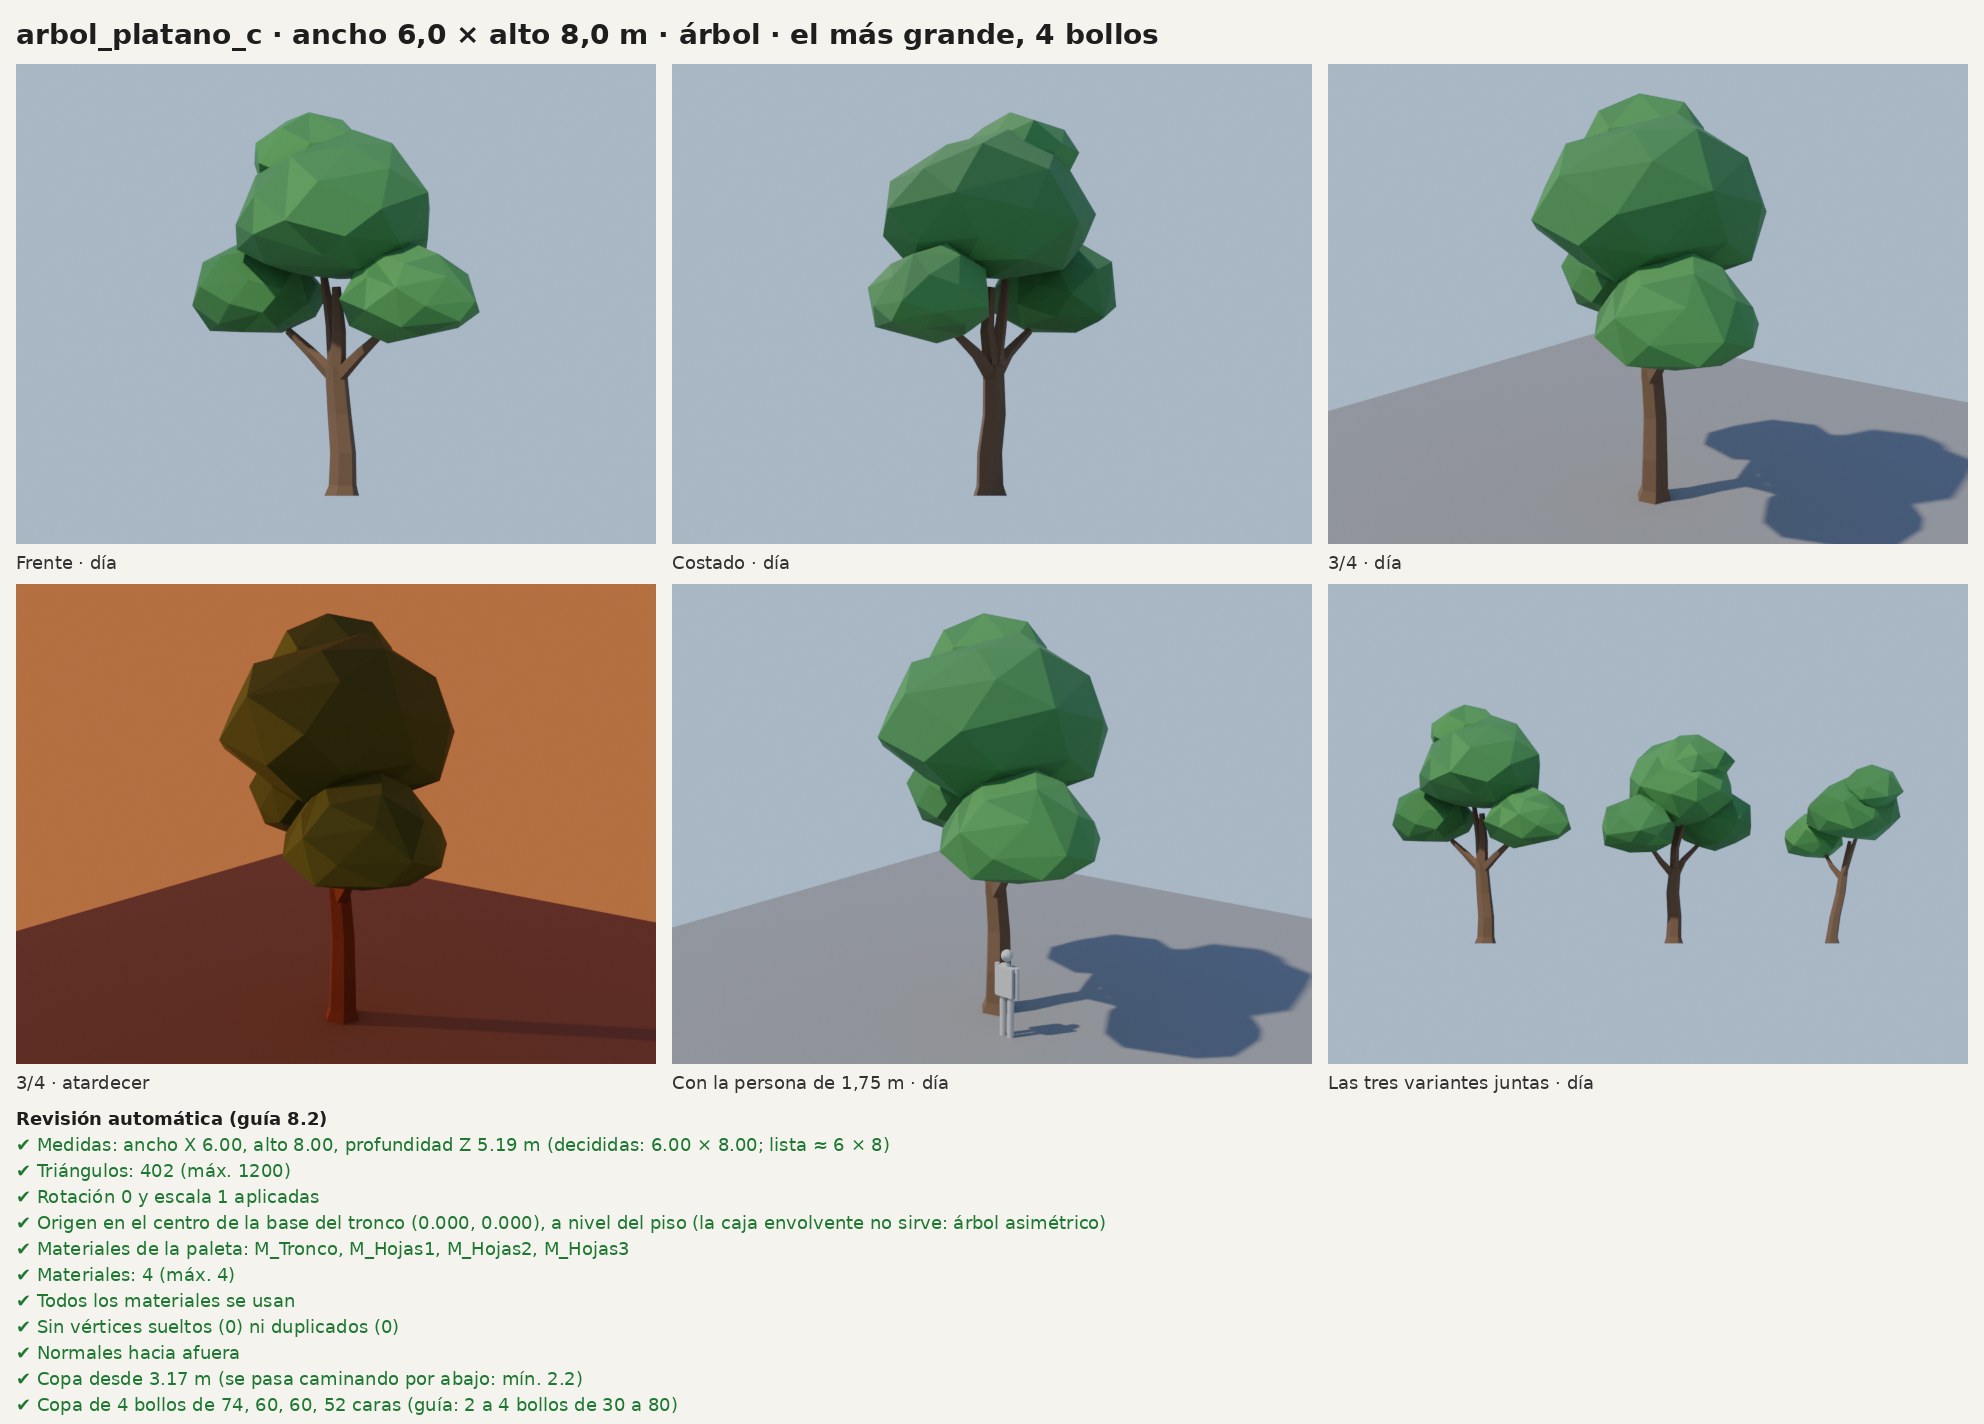 arbol_platano_c · ancho 6,0 × alto 8,0 m · árbol · el más grande, 4 bollos
Frente · día
Costado · día
3/4 · día
3/4 · atardecer
Con la persona de 1,75 m · día
Las tres variantes juntas · día
Revisión automática (guía 8.2)
✔ Medidas: ancho X 6.00, alto 8.00, profundidad Z 5.19 m (decididas: 6.00 × 8.00; lista ≈ 6 × 8)
✔ Triángulos: 402 (máx. 1200)
✔ Rotación 0 y escala 1 aplicadas
✔ Origen en el centro de la base del tronco (0.000, 0.000), a nivel del piso (la caja envolvente no sirve: árbol asimétrico)
✔ Materiales de la paleta: M_Tronco, M_Hojas1, M_Hojas2, M_Hojas3
✔ Materiales: 4 (máx. 4)
✔ Todos los materiales se usan
✔ Sin vértices sueltos (0) ni duplicados (0)
✔ Normales hacia afuera
✔ Copa desde 3.17 m (se pasa caminando por abajo: mín. 2.2)
✔ Copa de 4 bollos de 74, 60, 60, 52 caras (guía: 2 a 4 bollos de 30 a 80)